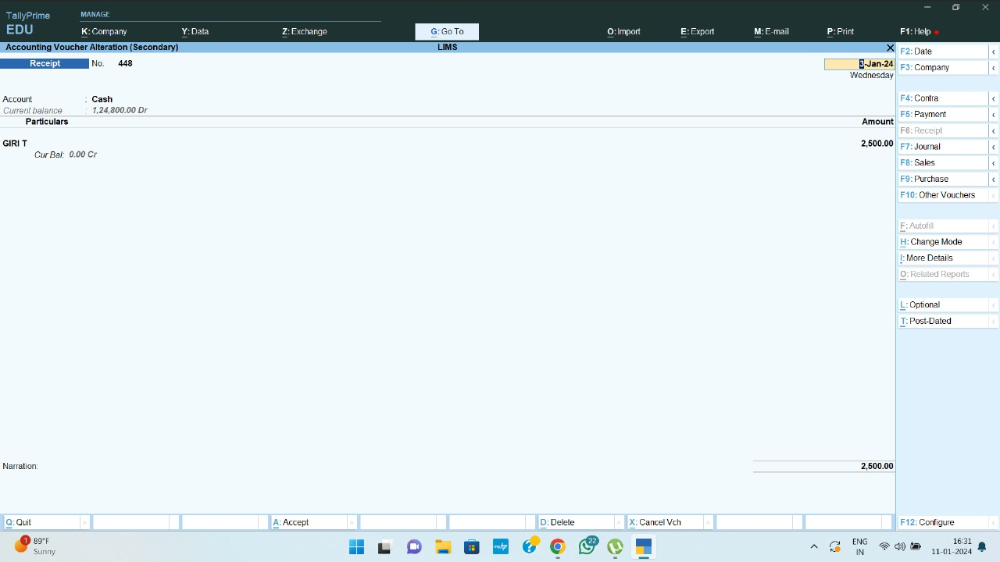 TallyPrime
EDU
MANAGE
K: Company
Y: Data
Z: Exchange
G: Go To
O: Import
E: Export
M: E-mail
P: Print
F1: Help
Accounting Voucher Alteration (Secondary)
LIMS
Receipt No. 448
3-Jan-24
Wednesday
Account : Cash
Current balance : 1,24,800.00 Dr
Particulars
Amount
GIRI T
2,500.00
Cur Bal: 0.00 Cr
Narration:
2,500.00
F2: Date
F3: Company
F4: Contra
F5: Payment
F6: Receipt
F7: Journal
F8: Sales
F9: Purchase
F10: Other Vouchers
F: Autofill
H: Change Mode
I: More Details
O: Related Reports
L: Optional
T: Post-Dated
Q: Quit
A: Accept
D: Delete
X: Cancel Vch
F12: Configure
1
89°F
Sunny
myhp
22
ENG
IN
16:31
11-01-2024